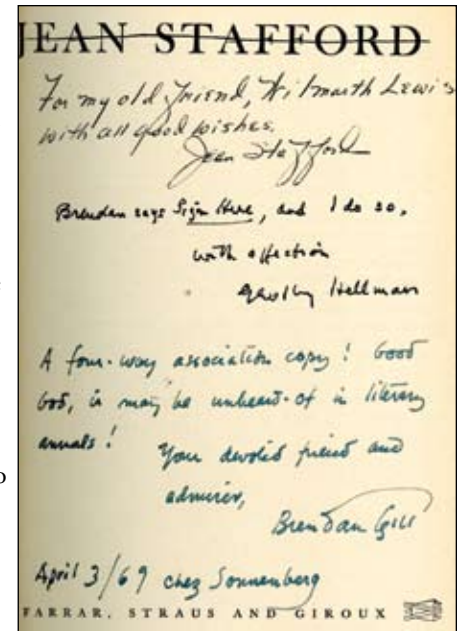 JEAN STAFFORD
For my old friend, Wilmarth Lewis
with all good wishes.
Jean Stafford
Brendan says Sign Here, and I do so,
with affection
Geoffrey Hellman
A four-way association copy! Good
God, it may be unheard-of in literary
annals!
Your devoted friend and
admirer,
Brendan Gill
April 3/69 chez Sonnenberg
FARRAR, STRAUS AND GIROUX